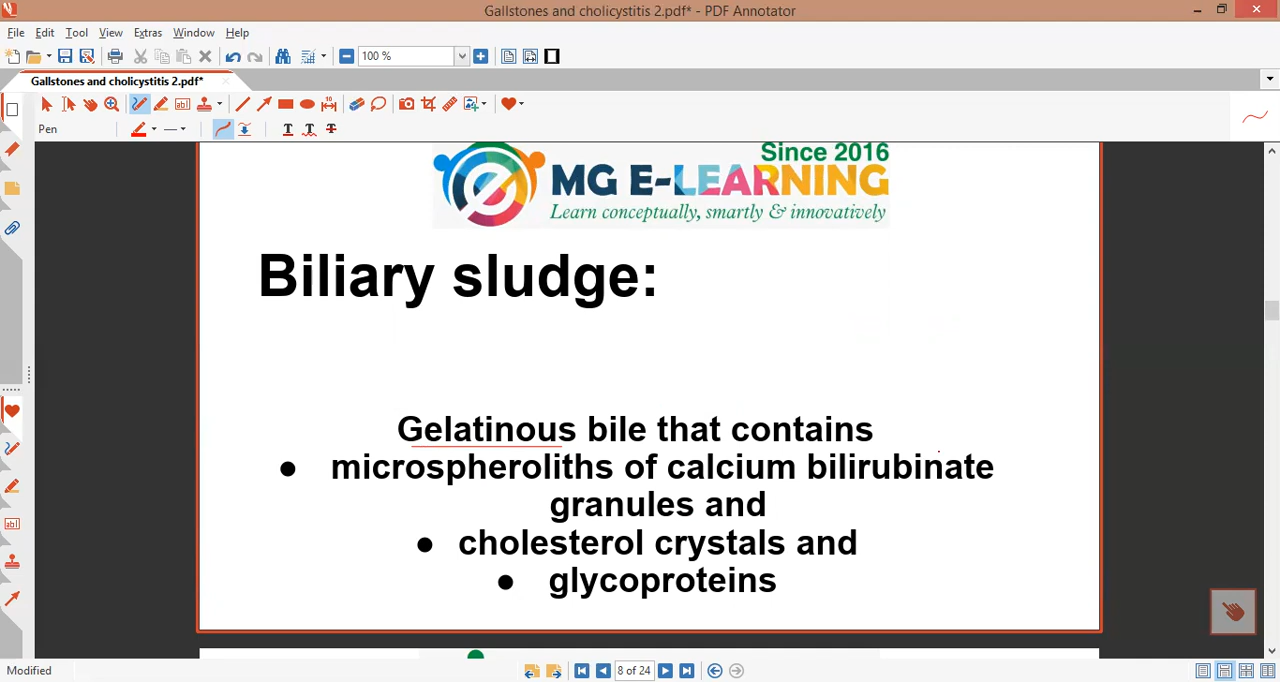 Gallstones and cholicystitis 2.pdf* - PDF Annotator
File Edit Tool View Extras Window Help
100 %
Gallstones and cholicystitis 2.pdf*
Pen
Since 2016
MG E-LEARNING
Learn conceptually, smartly & innovatively
Biliary sludge:
Gelatinous bile that contains
● microspheroliths of calcium bilirubinate
granules and
● cholesterol crystals and
● glycoproteins
Modified
8 of 24